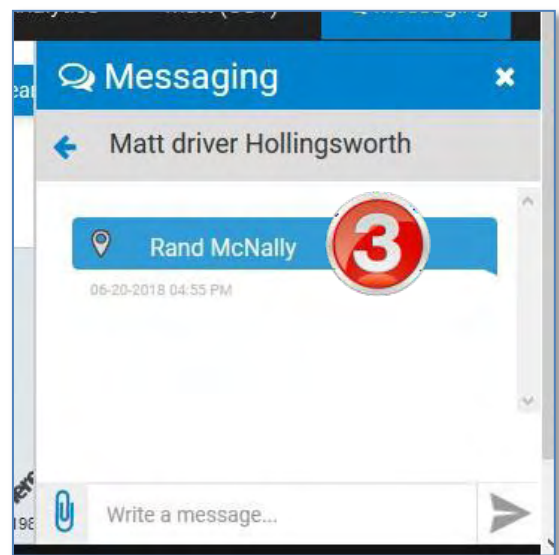 Messaging
Matt driver Hollingsworth
Rand McNally
3
06-20-2018 04:55 PM
Write a message...